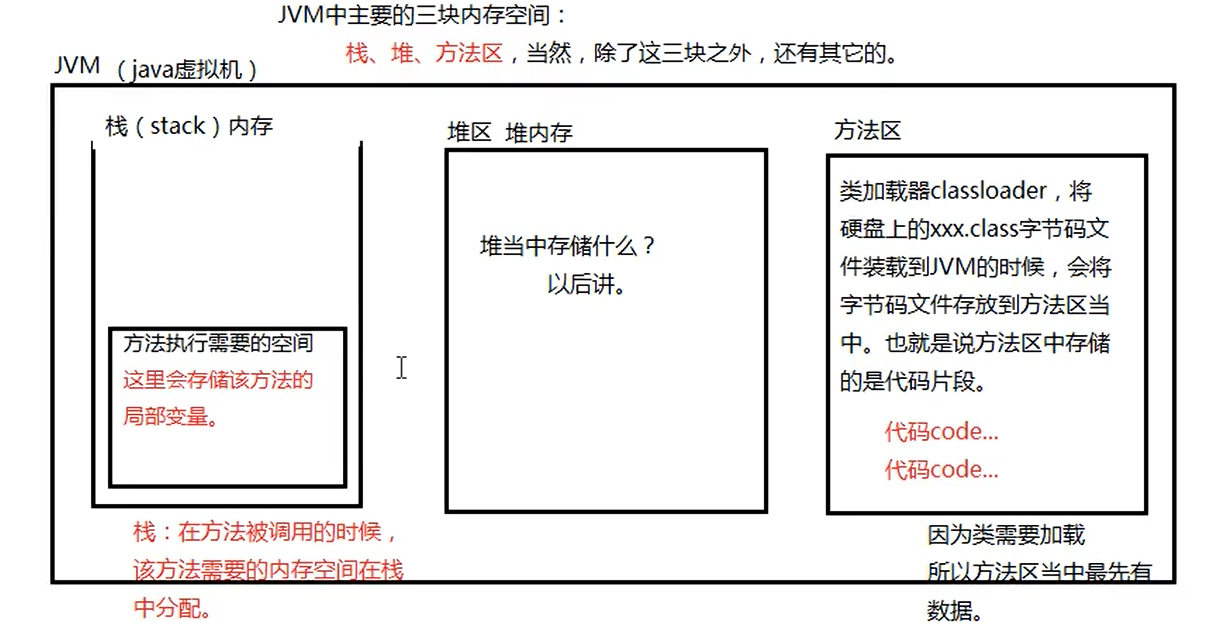 JVM中主要的三块内存空间：
栈、堆、方法区，当然，除了这三块之外，还有其它的。
JVM （java虚拟机）
栈（stack）内存
方法执行需要的空间
这里会存储该方法的
局部变量。
栈：在方法被调用的时候，
该方法需要的内存空间在栈
中分配。
堆区 堆内存
堆当中存储什么？
以后讲。
方法区
类加载器classloader，将
硬盘上的xxx.class字节码文
件装载到JVM的时候，会将
字节码文件存放到方法区当
中。也就是说方法区中存储
的是代码片段。
代码code...
代码code...
因为类需要加载
所以方法区当中最先有
数据。